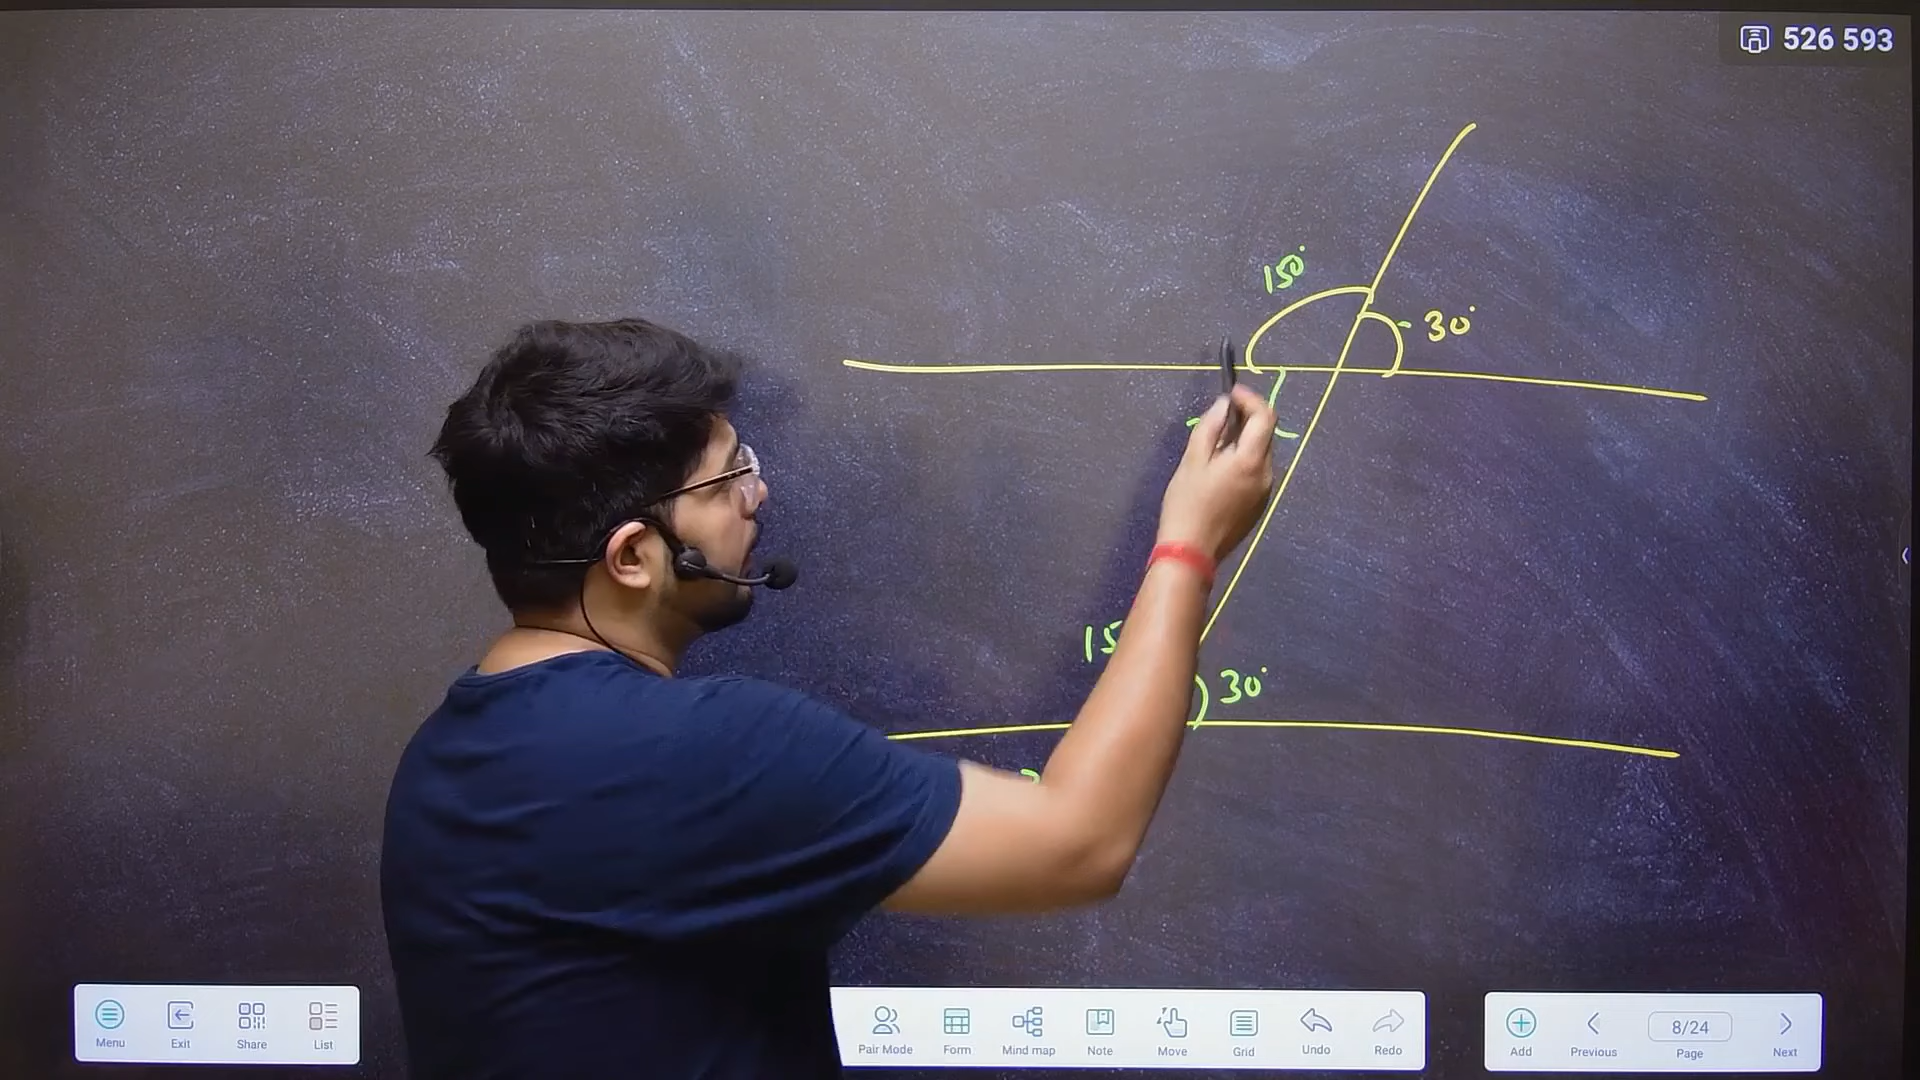 526 593
150°
30°
15
30°
Menu
Exit
Share
List
Pair Mode
Form
Mind map
Note
Move
Grid
Undo
Redo
Add
Previous
8/24
Page
Next